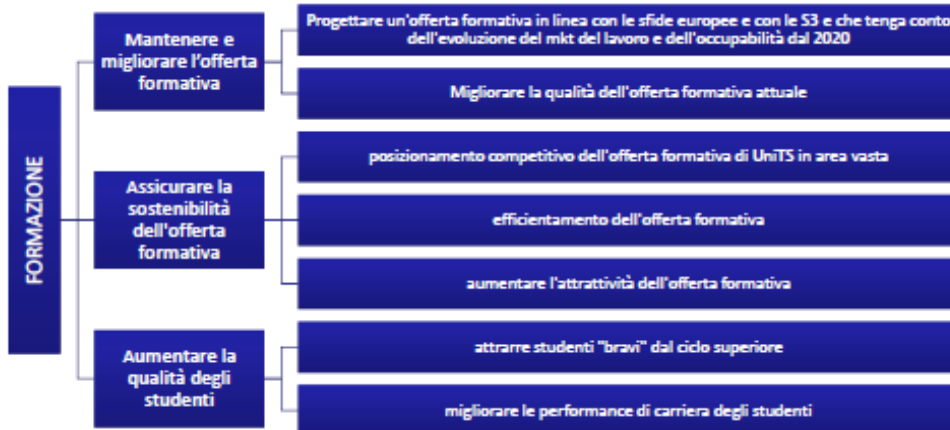 FORMAZIONE
Mantenere e
migliorare l'offerta
formativa
Progettare un'offerta formativa in linea con le sfide europee e con le S3 e che tenga conto
dell'evoluzione del mkt del lavoro e dell'occupabilità dal 2020
Migliorare la qualità dell'offerta formativa attuale
Assicurare la
sostenibilità
dell'offerta
formativa
posizionamento competitivo dell'offerta formativa di UniTS in area vasta
efficientamento dell'offerta formativa
aumentare l'attrattività dell'offerta formativa
Aumentare la
qualità degli
studenti
attrarre studenti "bravi" dal ciclo superiore
migliorare le performance di carriera degli studenti